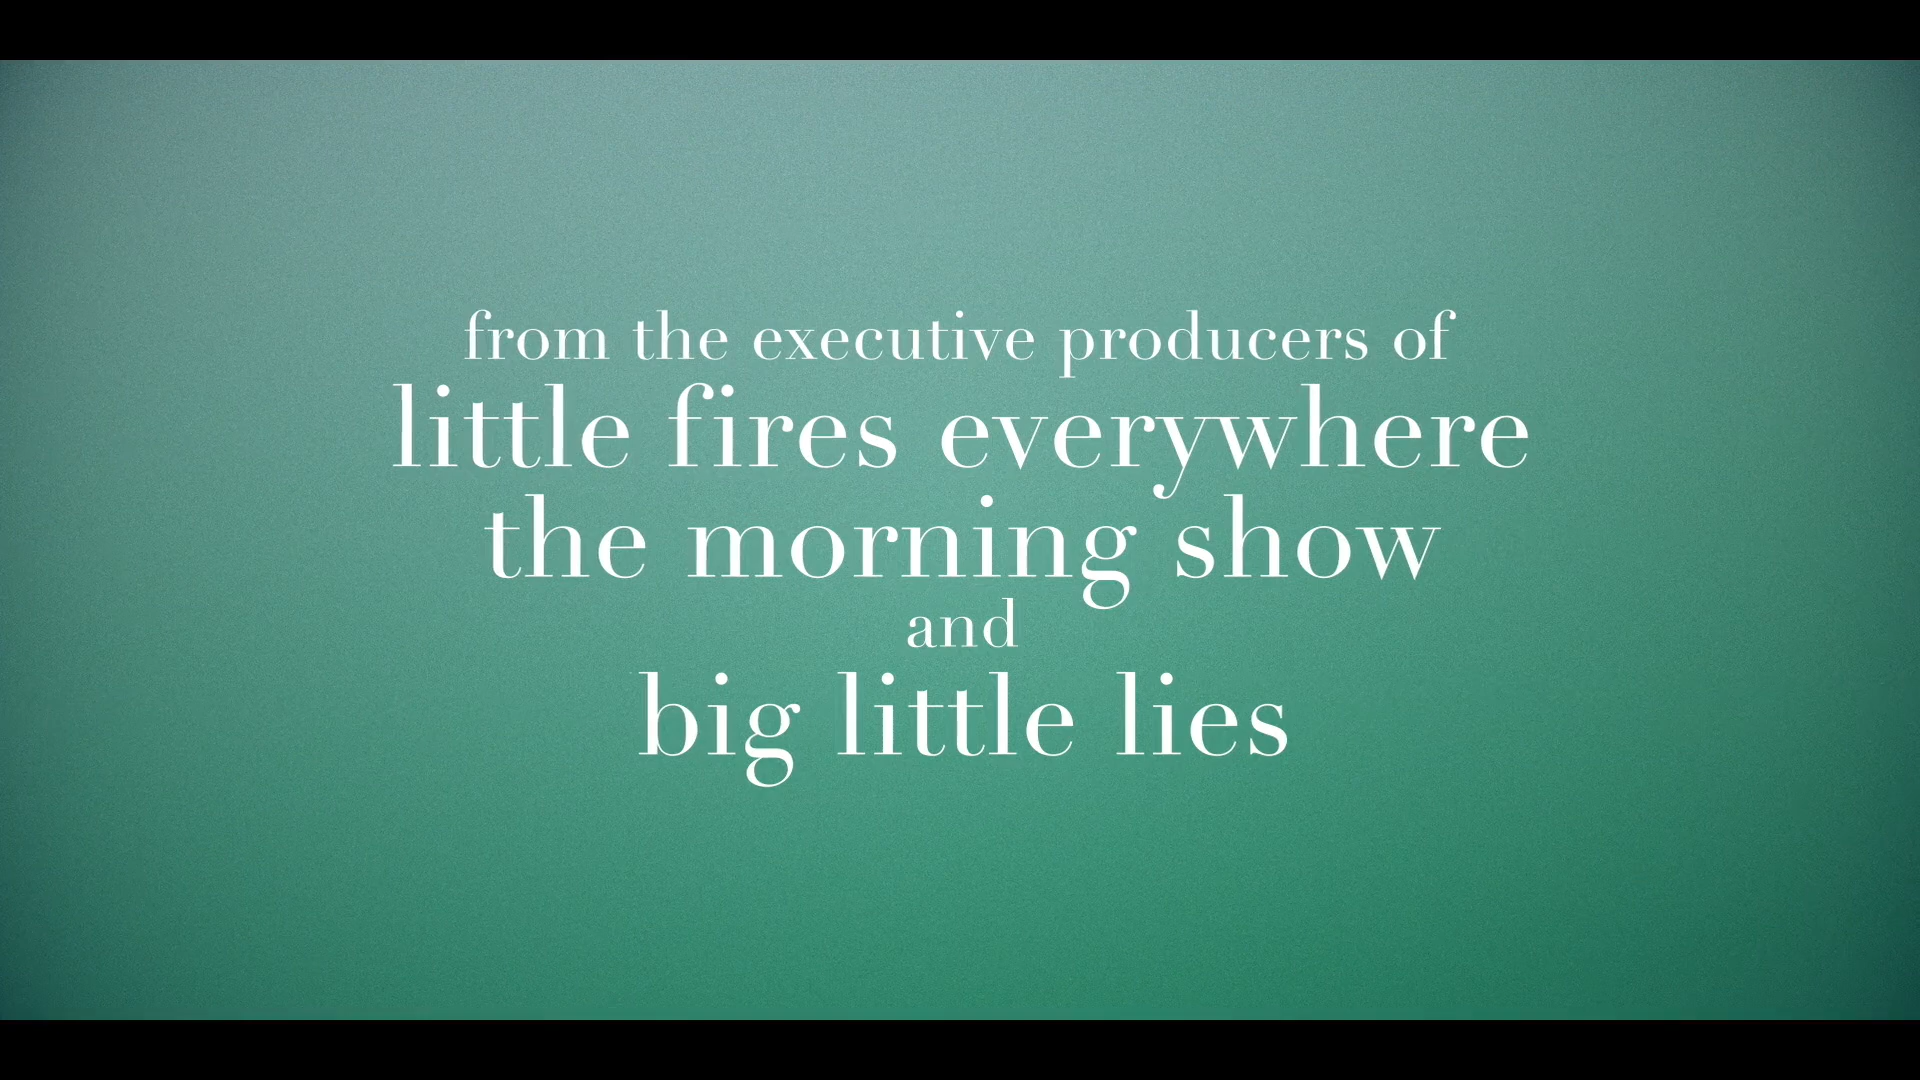 from the executive producers of
little fires everywhere
the morning show
and
big little lies